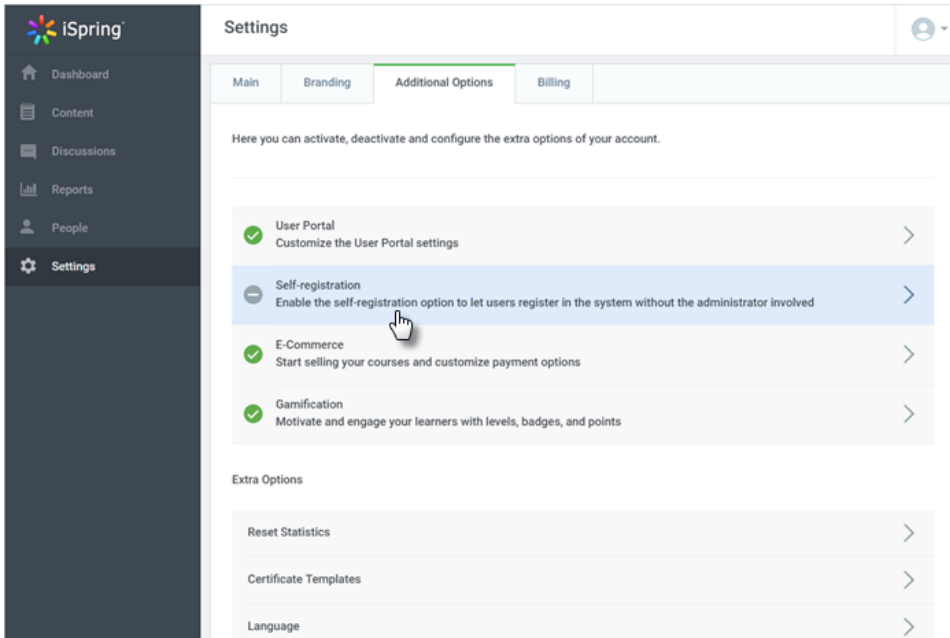 iSpring
Settings
Dashboard
Content
Discussions
Reports
People
Settings
Main
Branding
Additional Options
Billing
Here you can activate, deactivate and configure the extra options of your account.
User Portal
Customize the User Portal settings
Self-registration
Enable the self-registration option to let users register in the system without the administrator involved
E-Commerce
Start selling your courses and customize payment options
Gamification
Motivate and engage your learners with levels, badges, and points
Extra Options
Reset Statistics
Certificate Templates
Language